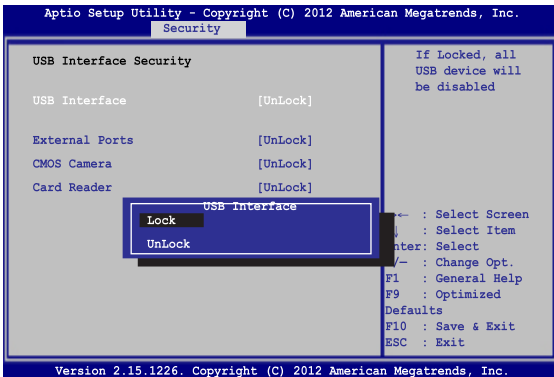 Aptio Setup Utility - Copyright (C) 2012 American Megatrends, Inc.
Security
USB Interface Security
USB Interface [UnLock]
External Ports [UnLock]
CMOS Camera [UnLock]
Card Reader [UnLock]
USB Interface
Lock
UnLock
If Locked, all
USB device will
be disabled
← : Select Screen
↓ : Select Item
nter: Select
/— : Change Opt.
F1 : General Help
F9 : Optimized
Defaults
F10 : Save & Exit
ESC : Exit
Version 2.15.1226. Copyright (C) 2012 American Megatrends, Inc.